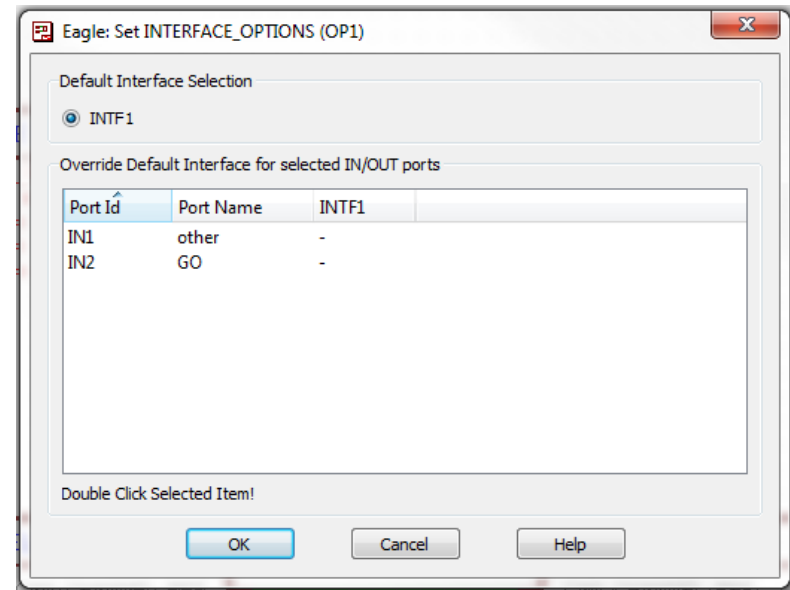 Eagle: Set INTERFACE_OPTIONS (OP1)
Default Interface Selection
INTF1
Override Default Interface for selected IN/OUT ports
Port Id Port Name INTF1
IN1 other -
IN2 GO -
Double Click Selected Item!
OK Cancel Help